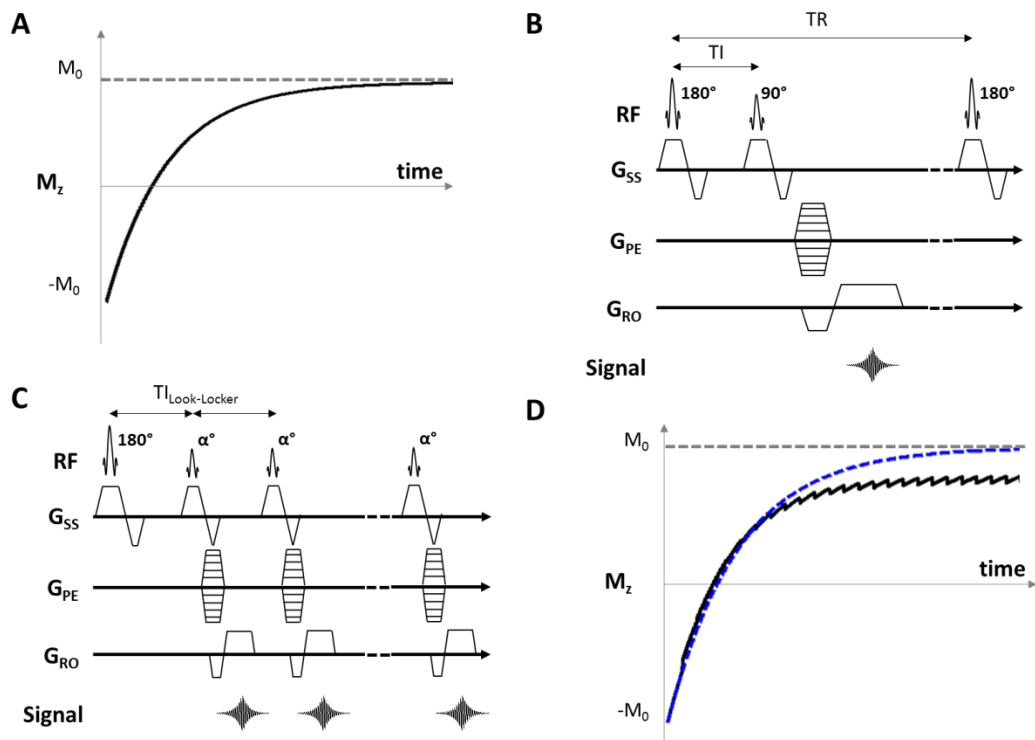 A
M0
Mz
time
-M0
B
TR
TI
RF
180°
90°
180°
GSS
GPE
GRO
Signal
C
TILook-Locker
RF
180°
α°
α°
α°
GSS
GPE
GRO
Signal
D
M0
Mz
time
-M0